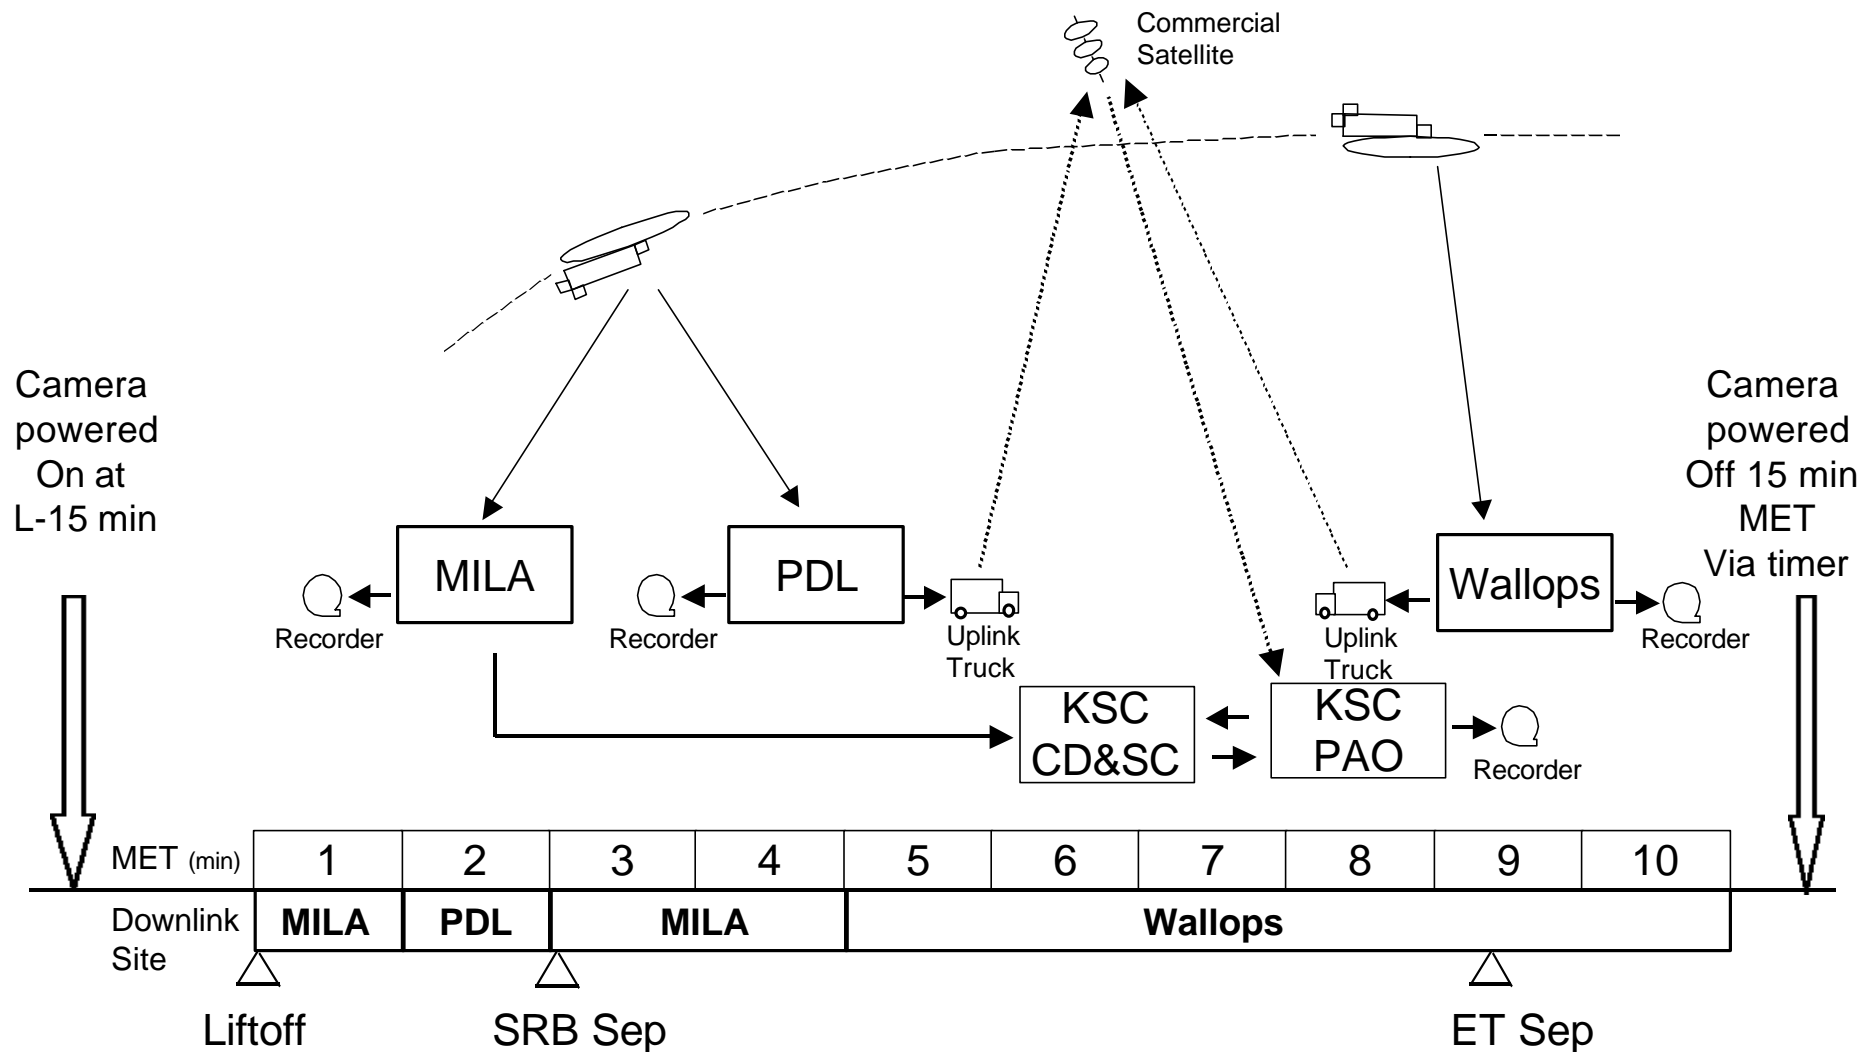 Commercial
Satellite
Camera
powered
On at
L-15 min
Camera
powered
Off 15 min
MET
Via timer
MILA
PDL
Wallops
Recorder
Recorder
Uplink
Truck
Uplink
Truck
Recorder
KSC
CD&SC
KSC
PAO
Recorder
MET (min) 1 2 3 4 5 6 7 8 9 10
Downlink
Site
MILA PDL MILA Wallops
Liftoff SRB Sep ET Sep